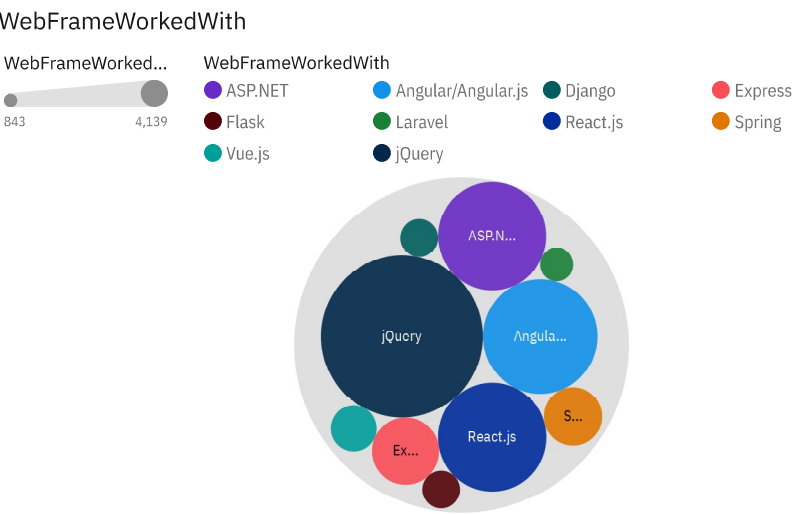 WebFrameWorkedWith
WebFrameWorked... WebFrameWorkedWith
ASP.NET Angular/Angular.js Django Express
843 4,139
Flask Laravel React.js Spring
Vue.js jQuery
ASP.N...
jQuery Angula...
S...
React.js
Ex...